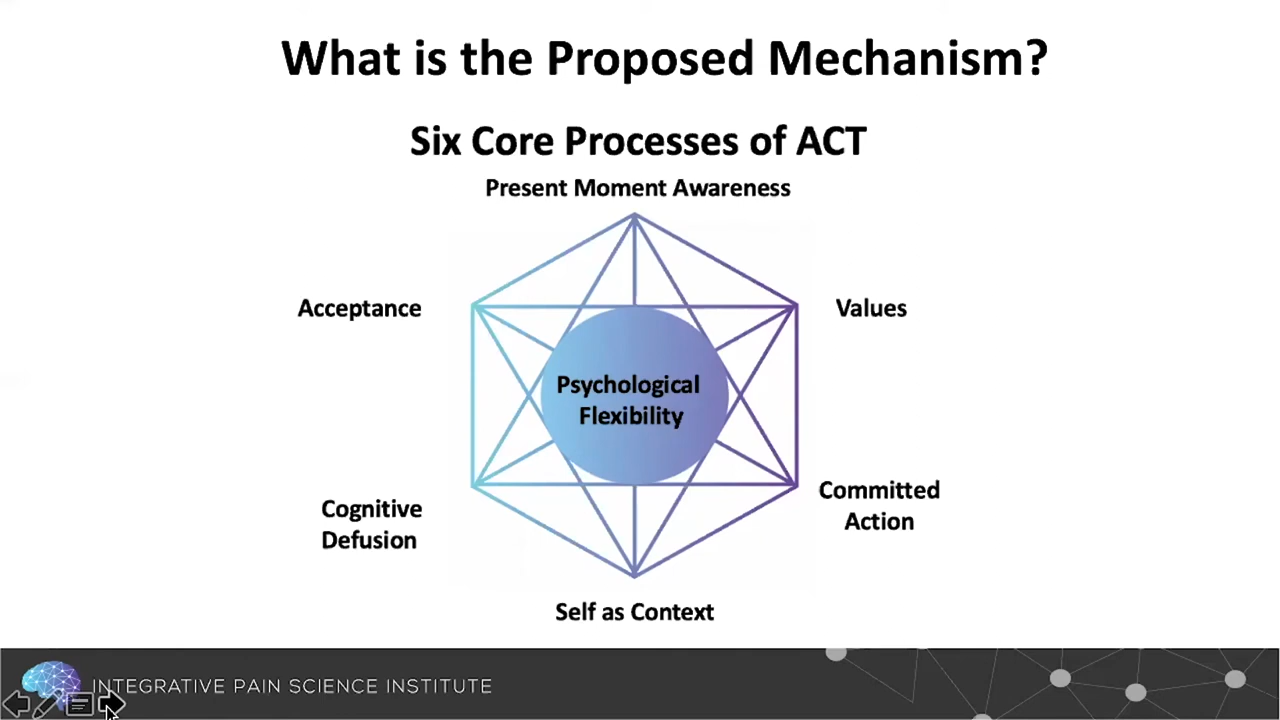 What is the Proposed Mechanism?
Six Core Processes of ACT
Present Moment Awareness
Acceptance
Values
Psychological
Flexibility
Cognitive
Defusion
Committed
Action
Self as Context
INTEGRATIVE PAIN SCIENCE INSTITUTE